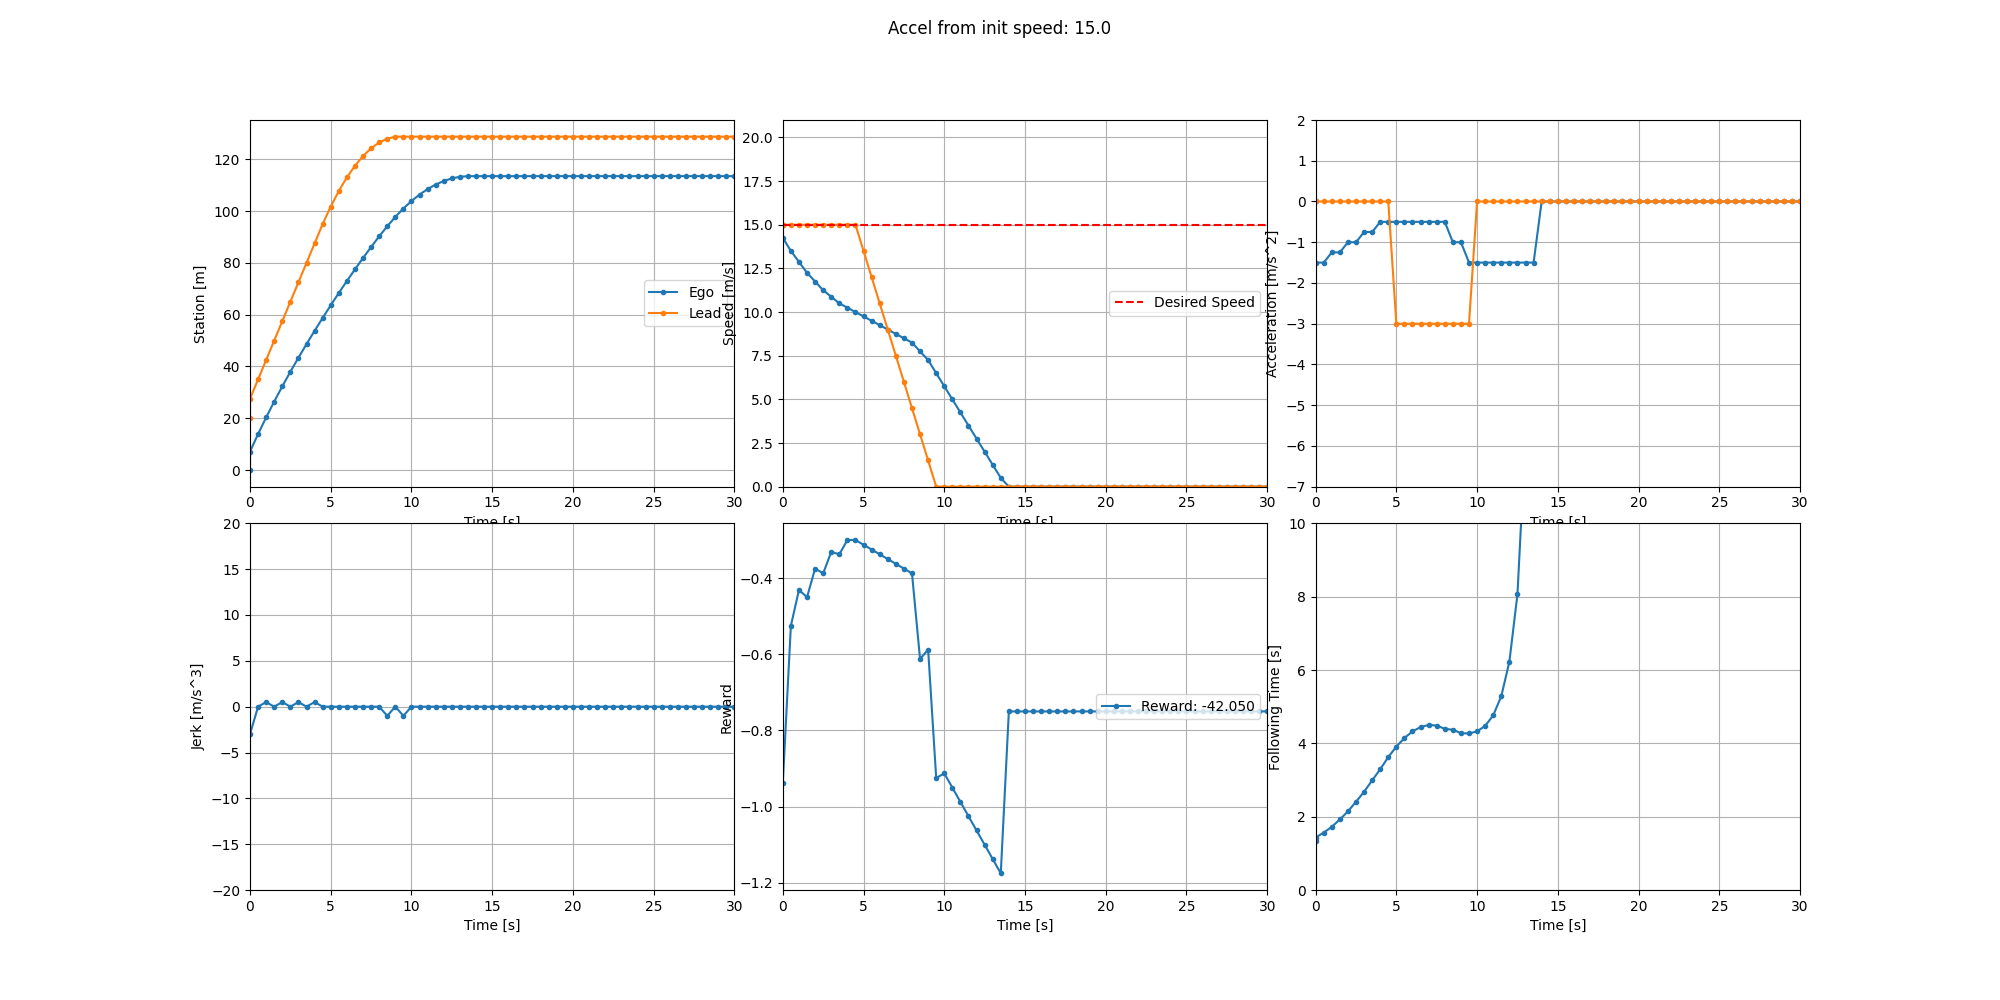 Accel from init speed: 15.0
Station [m]
120
100
80
60
40
20
0
Ego
Lead
0 5 10 15 20 25 30
Time [s]
Speed [m/s]
20.0
17.5
15.0
12.5
10.0
7.5
5.0
2.5
0.0
Desired Speed
0 5 10 15 20 25 30
Time [s]
Acceleration [m/s^2]
2
1
0
−1
−2
−3
−4
−5
−6
−7
0 5 10 15 20 25 30
Time [s]
Jerk [m/s^3]
20
15
10
5
0
−5
−10
−15
−20
0 5 10 15 20 25 30
Time [s]
Reward
−0.4
−0.6
−0.8
−1.0
−1.2
Reward: -42.050
0 5 10 15 20 25 30
Time [s]
Following Time [s]
10
8
6
4
2
0
0 5 10 15 20 25 30
Time [s]